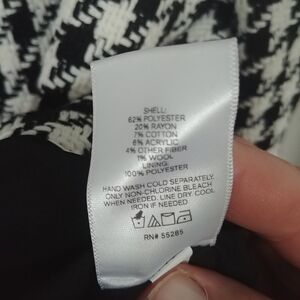 SHELL:
62% POLYESTER
20% RAYON
7% COTTON
6% ACRYLIC
4% OTHER FIBER
1% WOOL
LINING:
100% POLYESTER
HAND WASH COLD SEPARATELY.
ONLY NON-CHLORINE BLEACH
WHEN NEEDED. LINE DRY. COOL
IRON IF NEEDED
RN# 55285